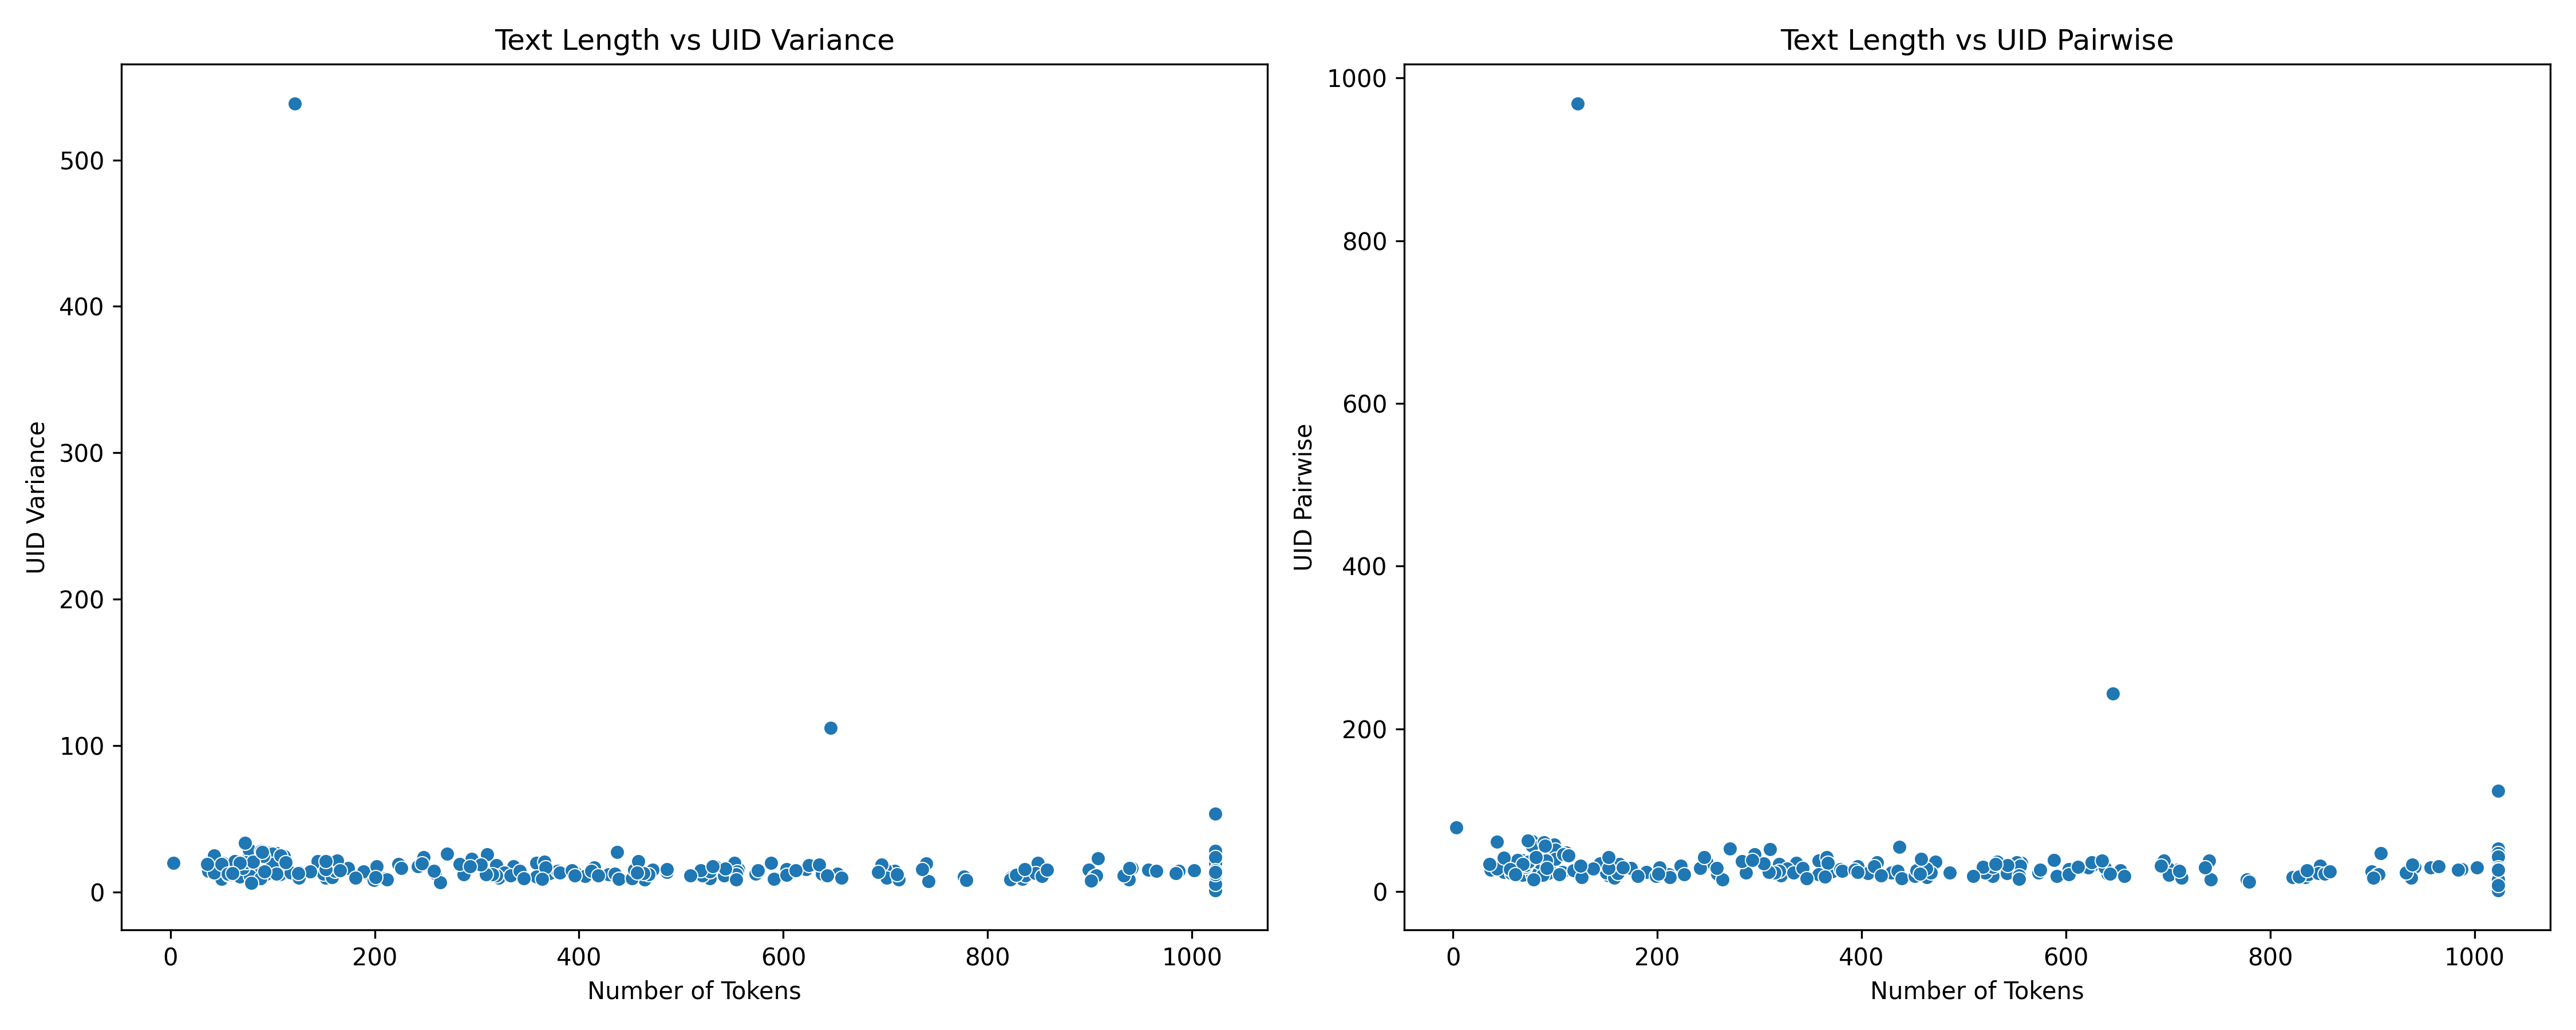 Text Length vs UID Variance
UID Variance
500
400
300
200
100
0
0 200 400 600 800 1000
Number of Tokens
Text Length vs UID Pairwise
UID Pairwise
1000
800
600
400
200
0
0 200 400 600 800 1000
Number of Tokens